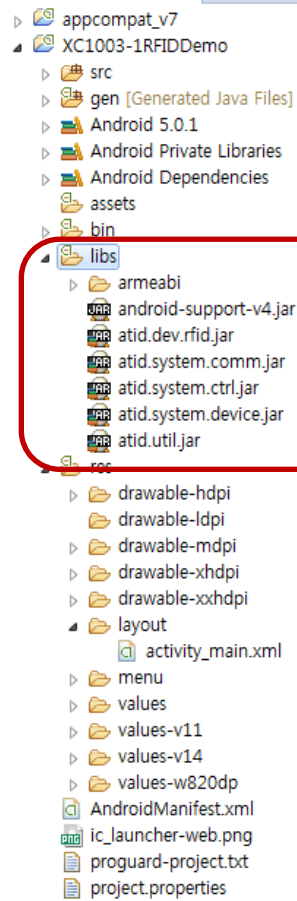 appcompat_v7
XC1003-1RFIDDemo
src
gen [Generated Java Files]
Android 5.0.1
Android Private Libraries
Android Dependencies
assets
bin
libs
armeabi
android-support-v4.jar
atid.dev.rfid.jar
atid.system.comm.jar
atid.system.ctrl.jar
atid.system.device.jar
atid.util.jar
res
drawable-hdpi
drawable-ldpi
drawable-mdpi
drawable-xhdpi
drawable-xxhdpi
layout
activity_main.xml
menu
values
values-v11
values-v14
values-w820dp
AndroidManifest.xml
ic_launcher-web.png
proguard-project.txt
project.properties